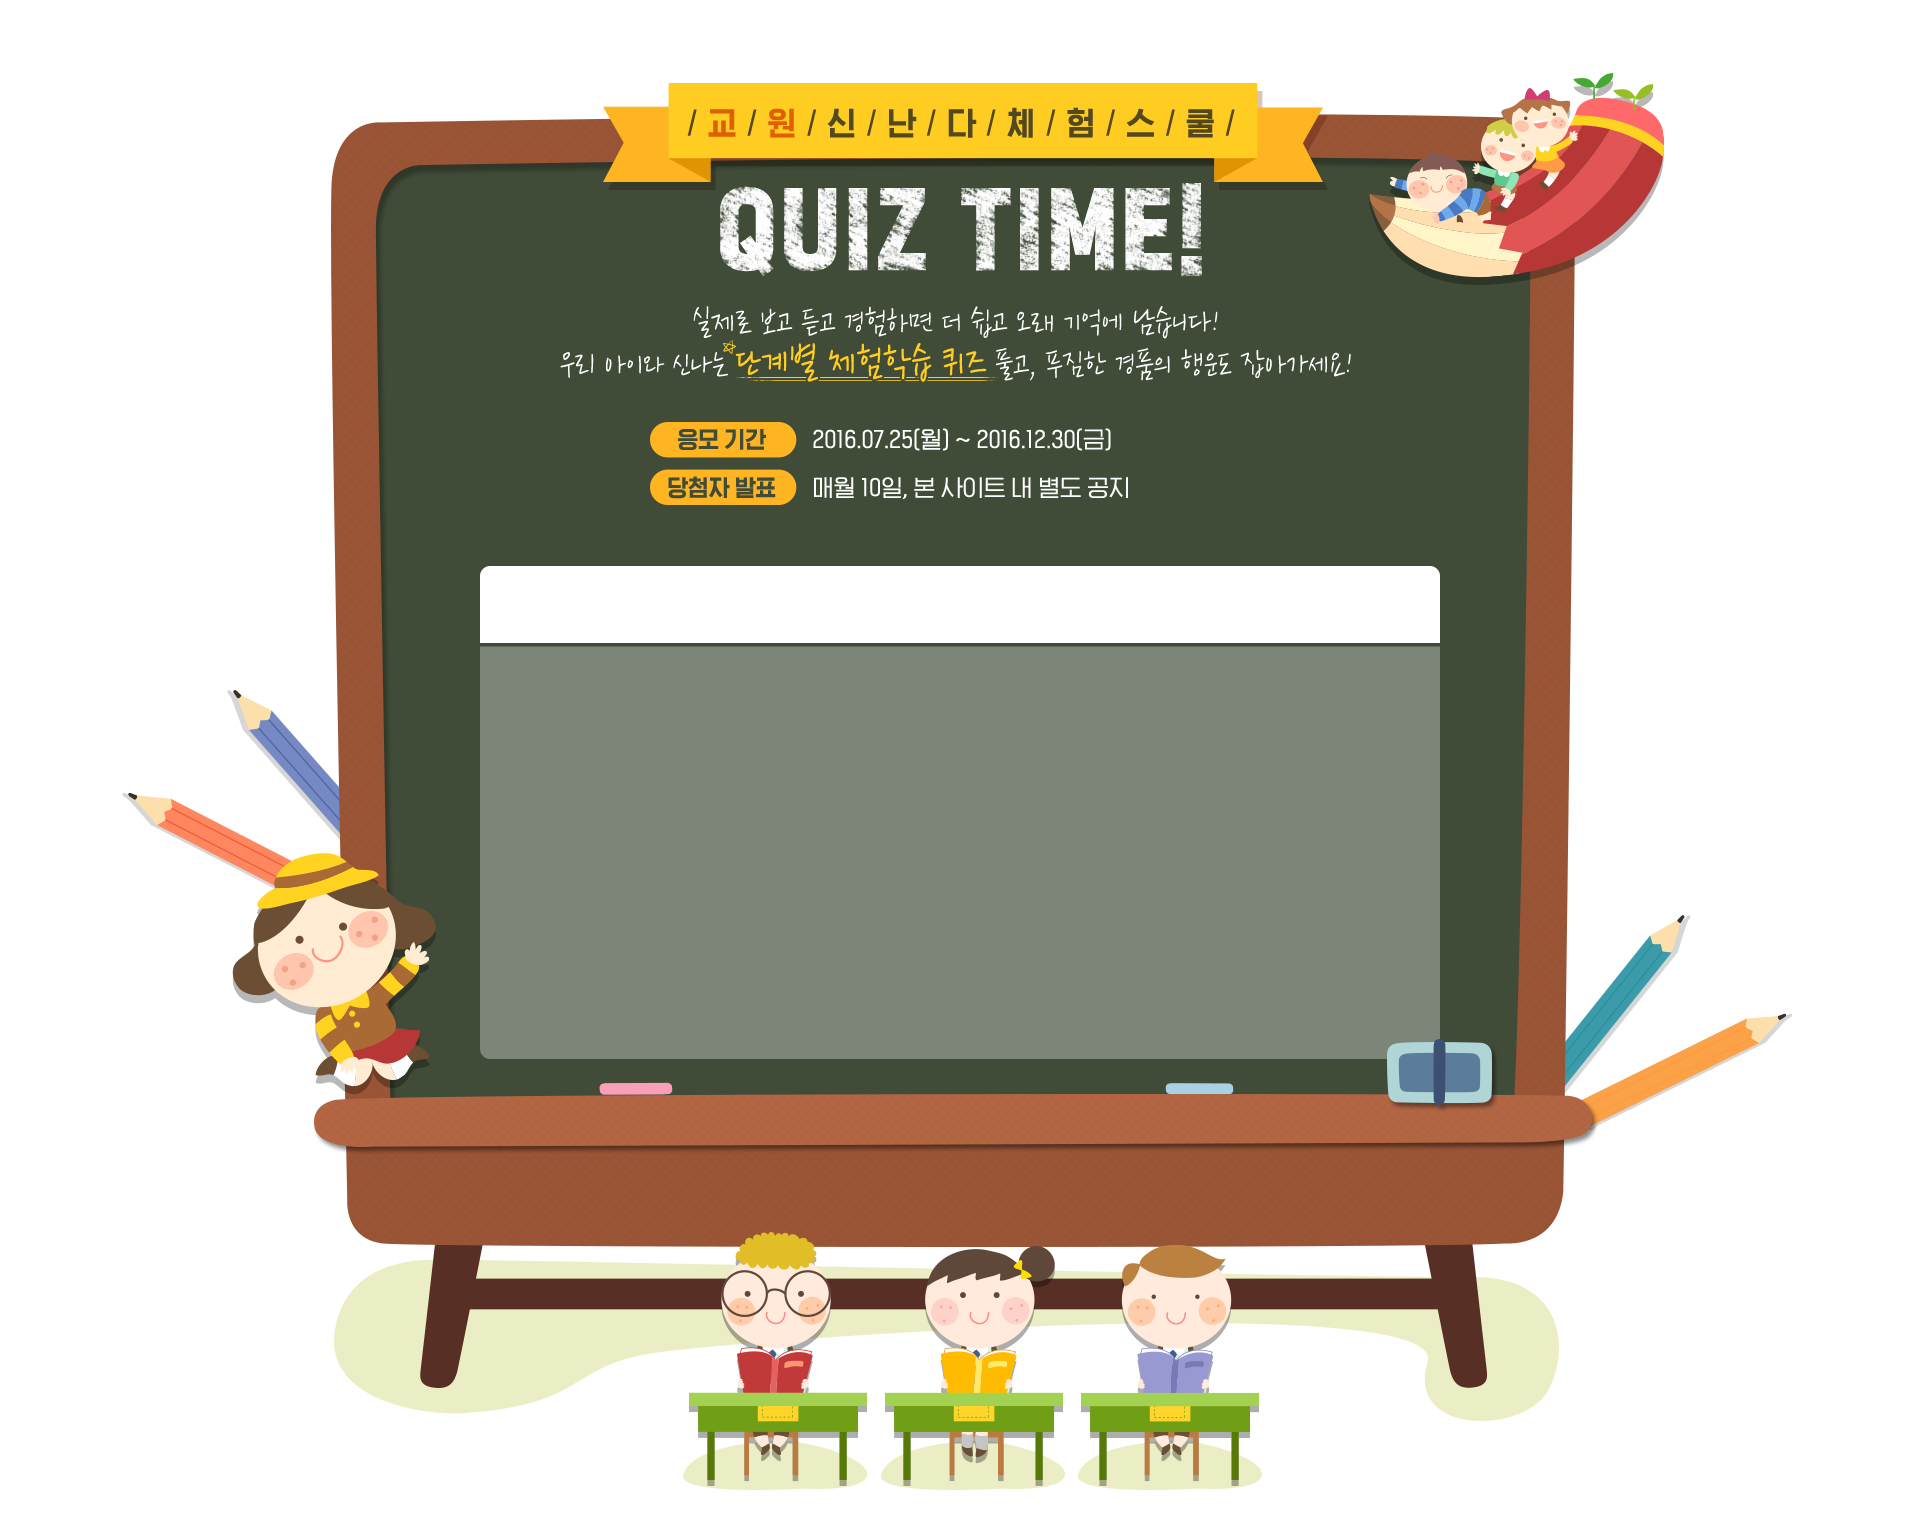 / 교 / 원 / 신 / 난 / 다 / 체 / 험 / 스 / 쿨 /
QUIZ TIME!
실제로 보고 듣고 경험하면 더 쉽고 오래 기억에 남습니다!
우리 아이와 신나는 단계별 체험학습 퀴즈 풀고, 푸짐한 경품의 행운도 잡아가세요!
응모 기간 2016.07.25(월) ~ 2016.12.30(금)
당첨자 발표 매월 10일, 본 사이트 내 별도 공지